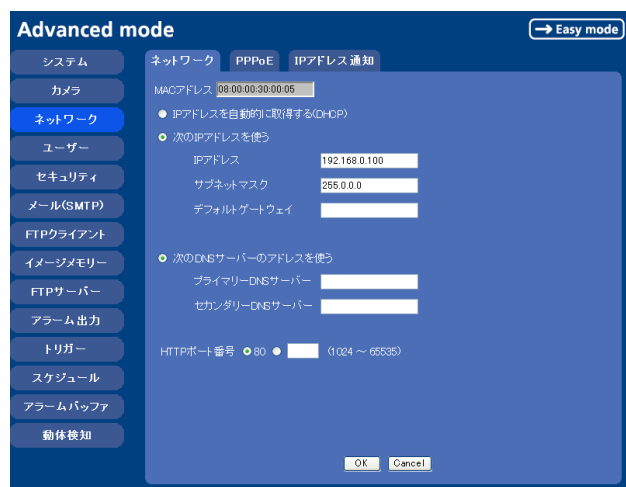 Advanced mode
→ Easy mode
システム
カメラ
ネットワーク
ユーザー
セキュリティ
メール(SMTP)
FTPクライアント
イメージメモリー
FTPサーバー
アラーム出力
トリガー
スケジュール
アラームバッファ
動体検知
ネットワーク PPPoE IPアドレス通知
MACアドレス 08:00:00:30:00:05
IPアドレスを自動的に取得する(DHCP)
次のIPアドレスを使う
IPアドレス 192.168.0.100
サブネットマスク 255.0.0.0
デフォルトゲートウェイ
次のDNSサーバーのアドレスを使う
プライマリーDNSサーバー
セカンダリーDNSサーバー
HTTPポート番号 80 (1024 ～ 65535)
OK Cancel